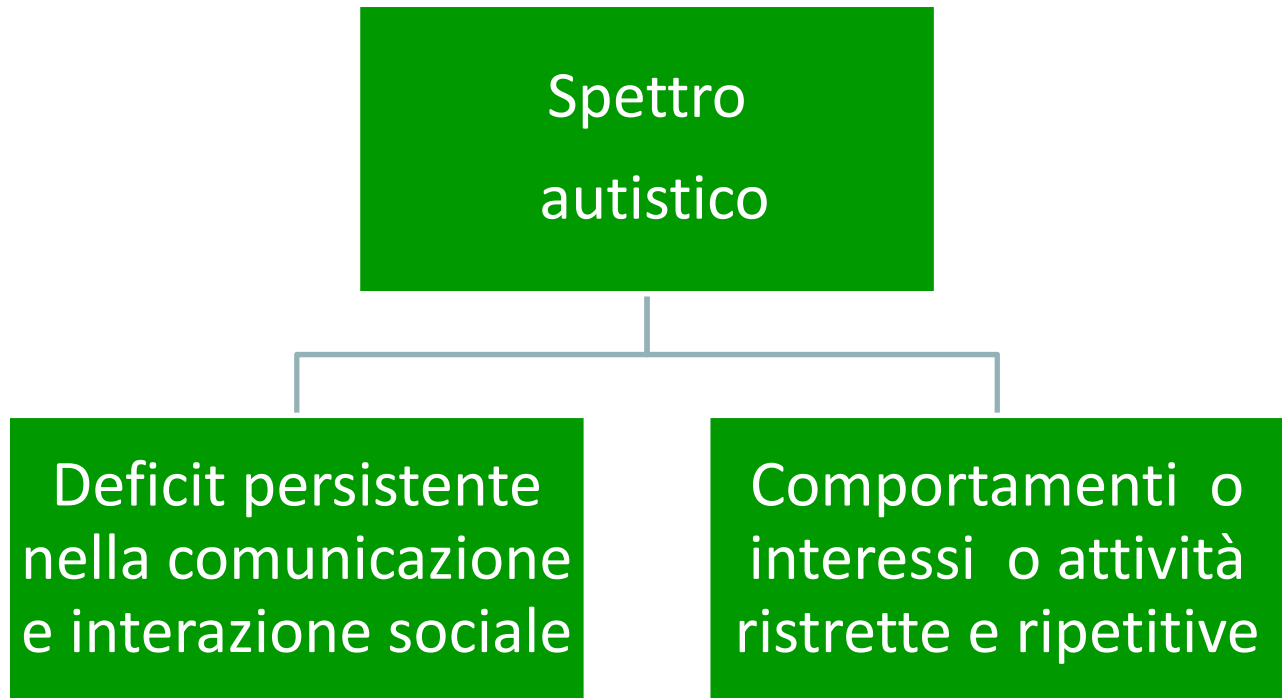 Spettro
autistico
Deficit persistente
nella comunicazione
e interazione sociale
Comportamenti o
interessi o attività
ristrette e ripetitive